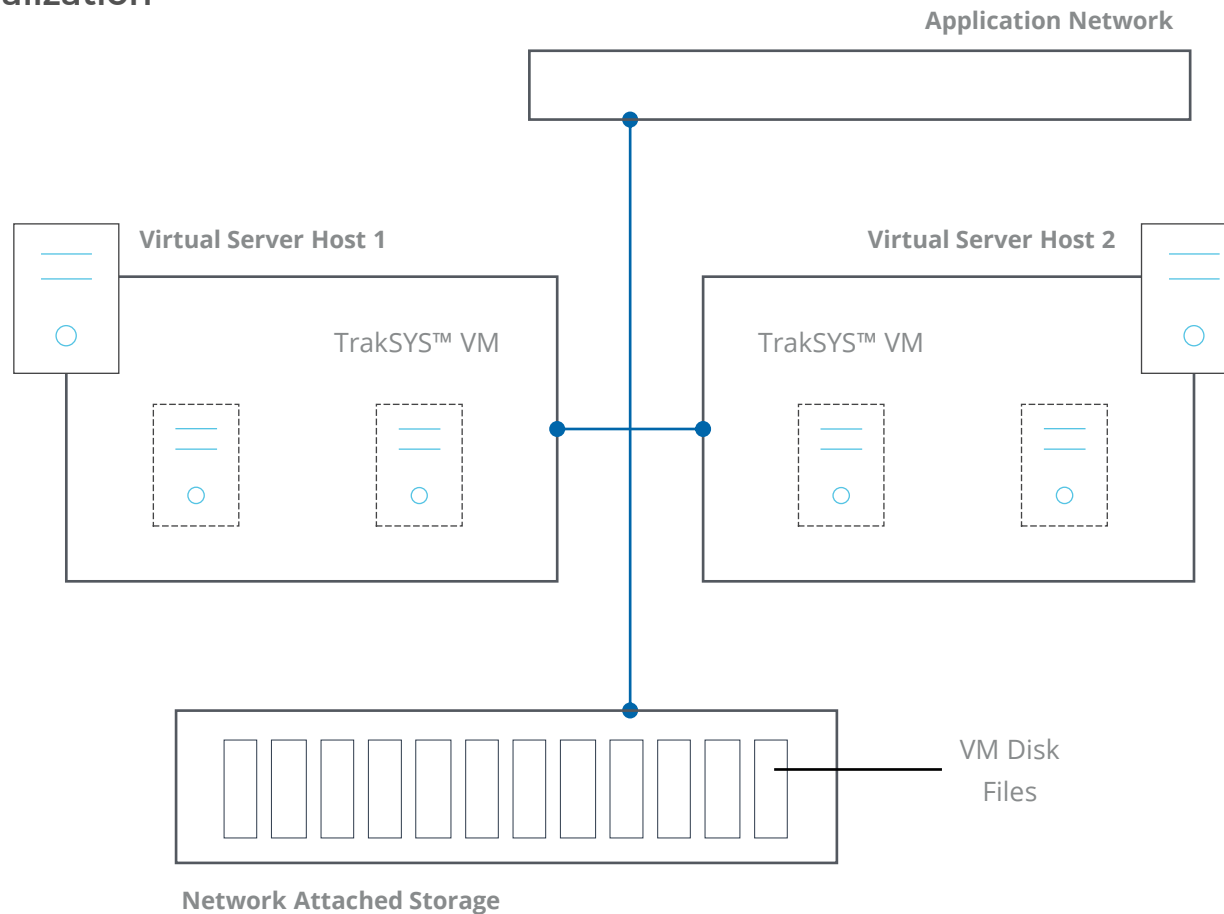 Application Network
Virtual Server Host 1
Virtual Server Host 2
TrakSYS™ VM
TrakSYS™ VM
VM Disk
Files
Network Attached Storage